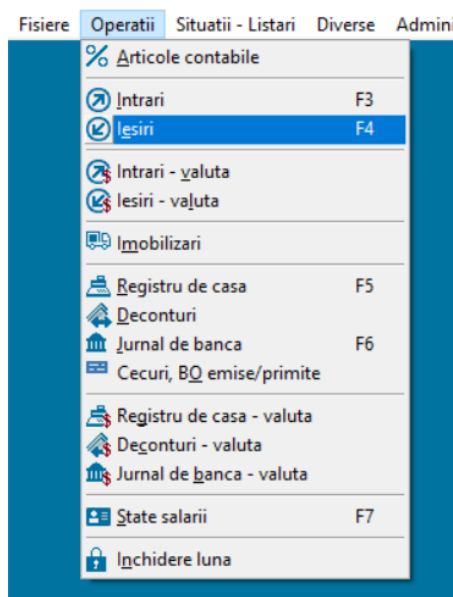 Fisiere Operatii Situatii - Listari Diverse Admini
Articole contabile
Intrari F3
Iesiri F4
Intrari - valuta
Iesiri - valuta
Imobilizari
Registru de casa F5
Deconturi
Jurnal de banca F6
Cecuri, BO emise/primite
Registru de casa - valuta
Deconturi - valuta
Jurnal de banca - valuta
State salarii F7
Inchidere luna